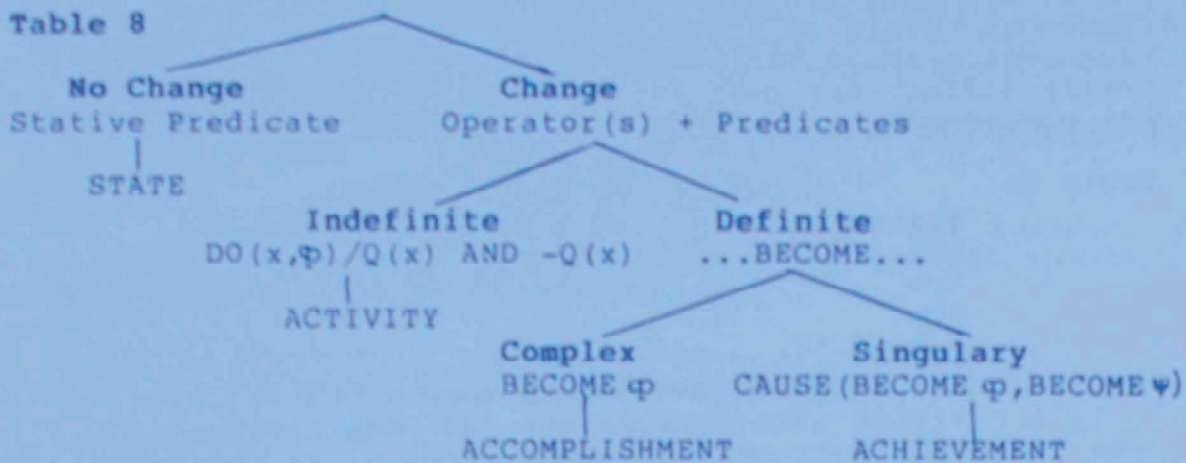 Table 8
No Change Change
Stative Predicate Operator(s) + Predicates
STATE
Indefinite Definite
DO(x,φ)/Q(x) AND -Q(x) ...BECOME...
ACTIVITY
Complex Singulary
BECOME φ CAUSE(BECOME φ,BECOME ψ)
ACCOMPLISHMENT ACHIEVEMENT